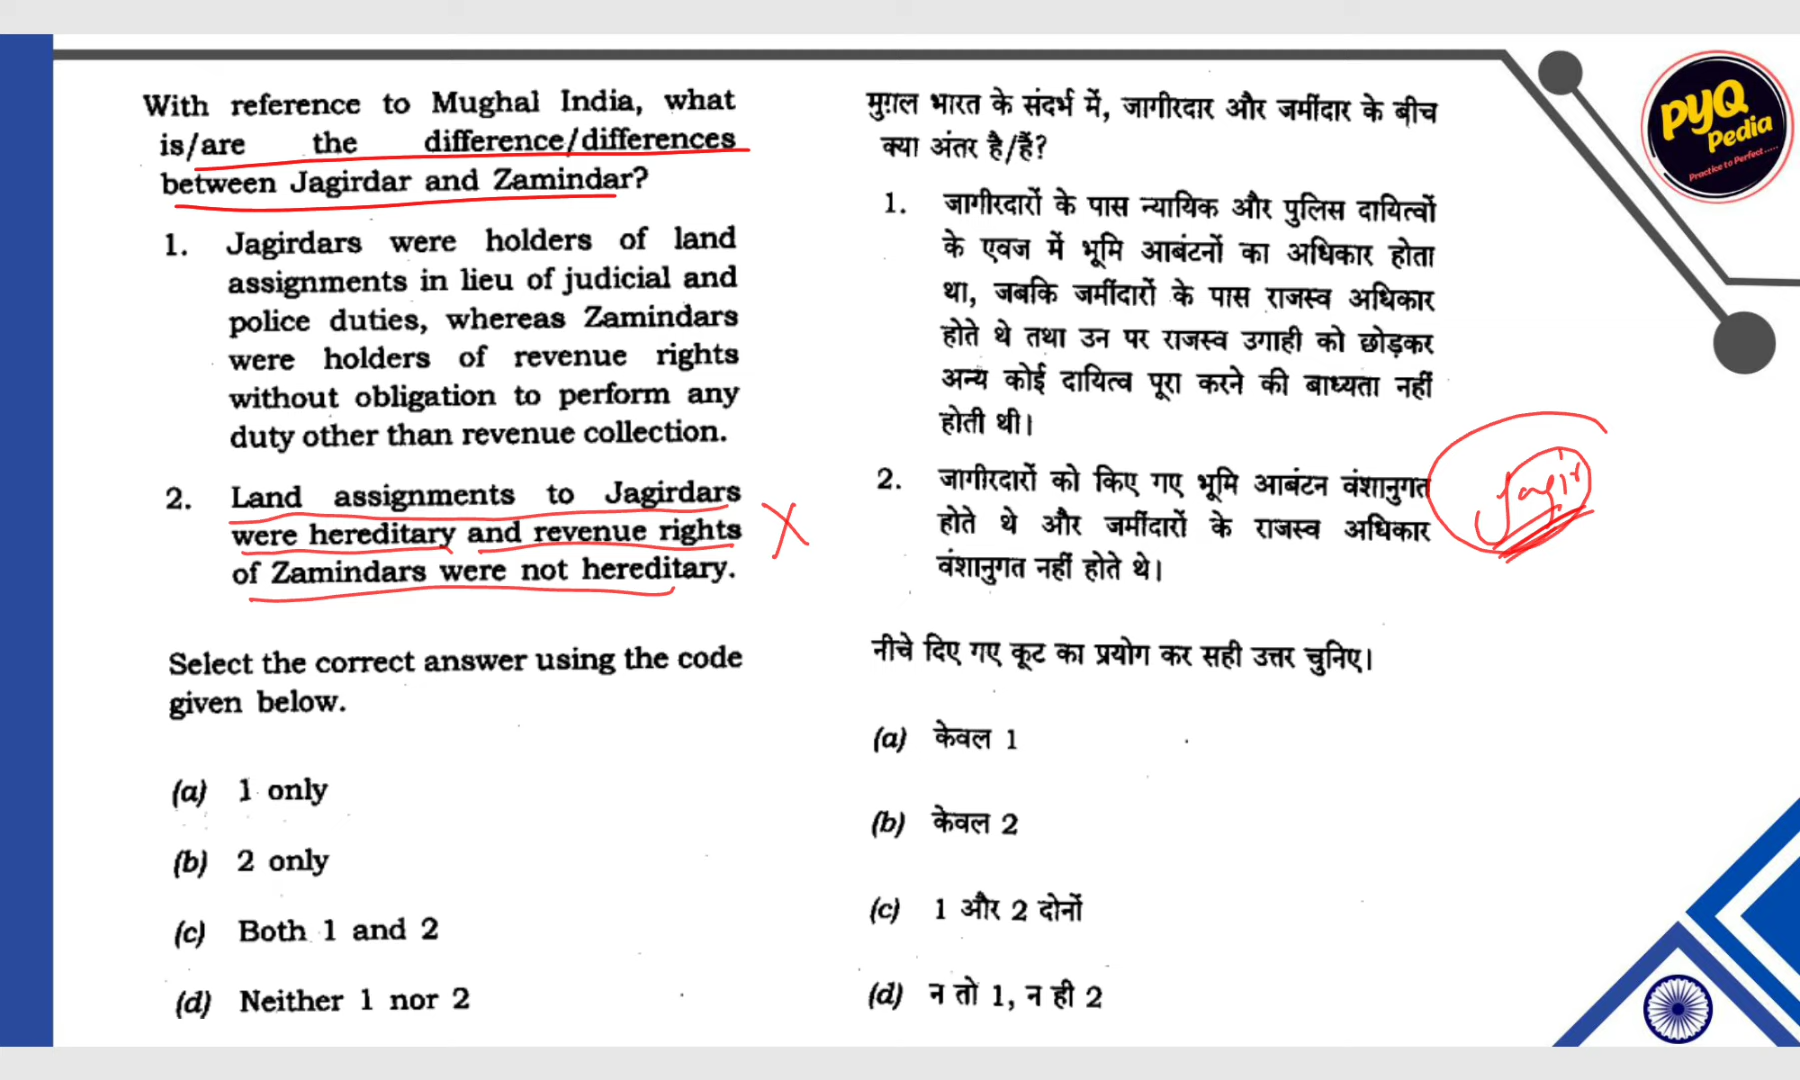 With reference to Mughal India, what
is/are the difference/differences
between Jagirdar and Zamindar?
1. Jagirdars were holders of land
assignments in lieu of judicial and
police duties, whereas Zamindars
were holders of revenue rights
without obligation to perform any
duty other than revenue collection.
2. Land assignments to Jagirdars
were hereditary and revenue rights
of Zamindars were not hereditary.
Select the correct answer using the code
given below.
(a) 1 only
(b) 2 only
(c) Both 1 and 2
(d) Neither 1 nor 2
मुग़ल भारत के संदर्भ में, जागीरदार और जमींदार के बीच
क्या अंतर है/हैं?
1. जागीरदारों के पास न्यायिक और पुलिस दायित्वों
के एवज में भूमि आबंटनों का अधिकार होता
था, जबकि जमींदारों के पास राजस्व अधिकार
होते थे तथा उन पर राजस्व उगाही को छोड़कर
अन्य कोई दायित्व पूरा करने की बाध्यता नहीं
होती थी।
2. जागीरदारों को किए गए भूमि आबंटन वंशानुगत
होते थे और जमींदारों के राजस्व अधिकार
वंशानुगत नहीं होते थे।
नीचे दिए गए कूट का प्रयोग कर सही उत्तर चुनिए।
(a) केवल 1
(b) केवल 2
(c) 1 और 2 दोनों
(d) न तो 1, न ही 2
Jagir
PYQ
Pedia
Practice to Perfect.....